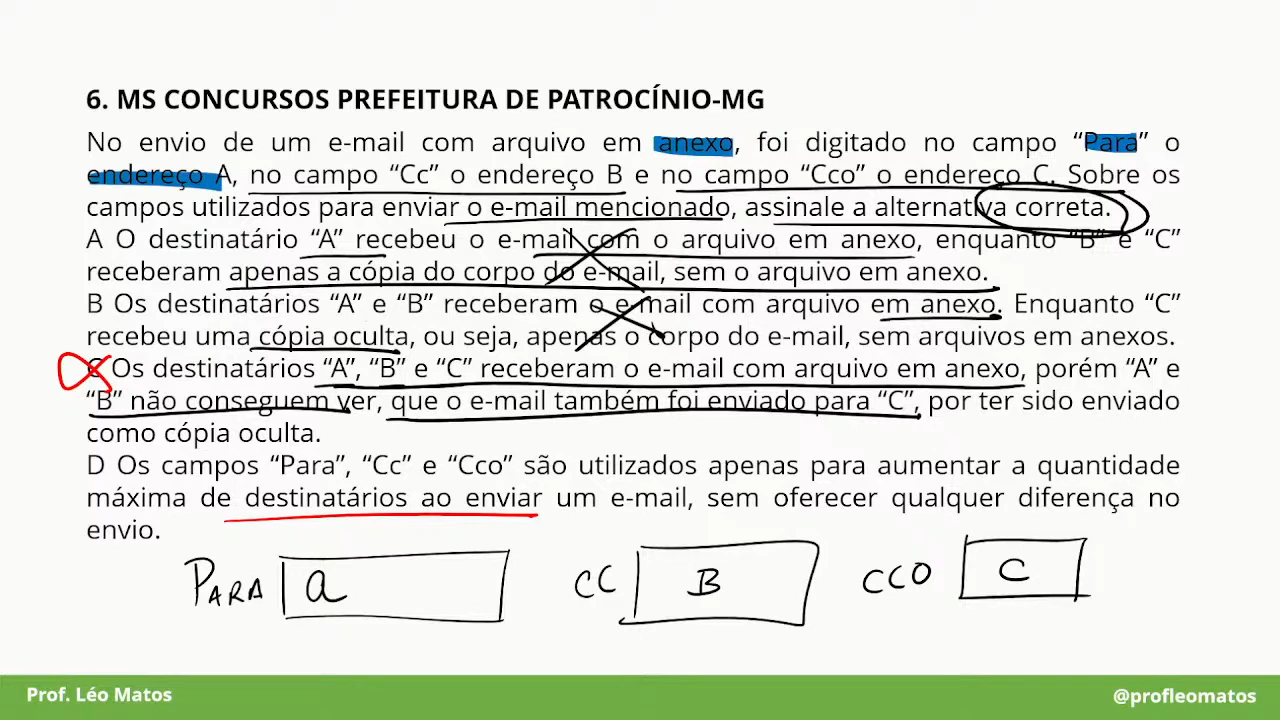 6. MS CONCURSOS PREFEITURA DE PATROCÍNIO-MG
No envio de um e-mail com arquivo em anexo, foi digitado no campo “Para” o
endereço A, no campo “Cc” o endereço B e no campo “Cco” o endereço C. Sobre os
campos utilizados para enviar o e-mail mencionado, assinale a alternativa correta.
A O destinatário “A” recebeu o e-mail com o arquivo em anexo, enquanto “B” e “C”
receberam apenas a cópia do corpo do e-mail, sem o arquivo em anexo.
B Os destinatários “A” e “B” receberam o e-mail com arquivo em anexo. Enquanto “C”
recebeu uma cópia oculta, ou seja, apenas o corpo do e-mail, sem arquivos em anexos.
C Os destinatários “A”, “B” e “C” receberam o e-mail com arquivo em anexo, porém “A” e
“B” não conseguem ver, que o e-mail também foi enviado para “C”, por ter sido enviado
como cópia oculta.
D Os campos “Para”, “Cc” e “Cco” são utilizados apenas para aumentar a quantidade
máxima de destinatários ao enviar um e-mail, sem oferecer qualquer diferença no
envio.
PARA a CC B CCO C
Prof. Léo Matos @profleomatos